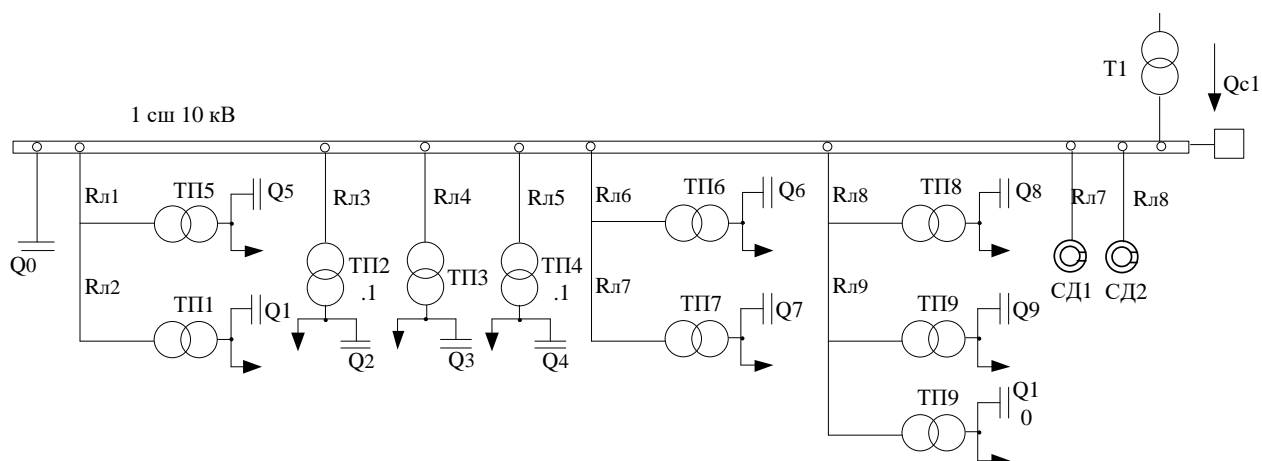 Т1
Qc1
1 сш 10 кВ
Rл1
ТП5
Q5
Rл3
Rл4
Rл5
Rл6
ТП6
Q6
Rл8
ТП8
Q8
Rл7
Rл8
Q0
Rл2
ТП1
Q1
ТП2
.1
ТП3
ТП4
.1
Rл7
ТП7
Q7
Rл9
ТП9
Q9
СД1
СД2
Q2
Q3
Q4
ТП9
Q1
0